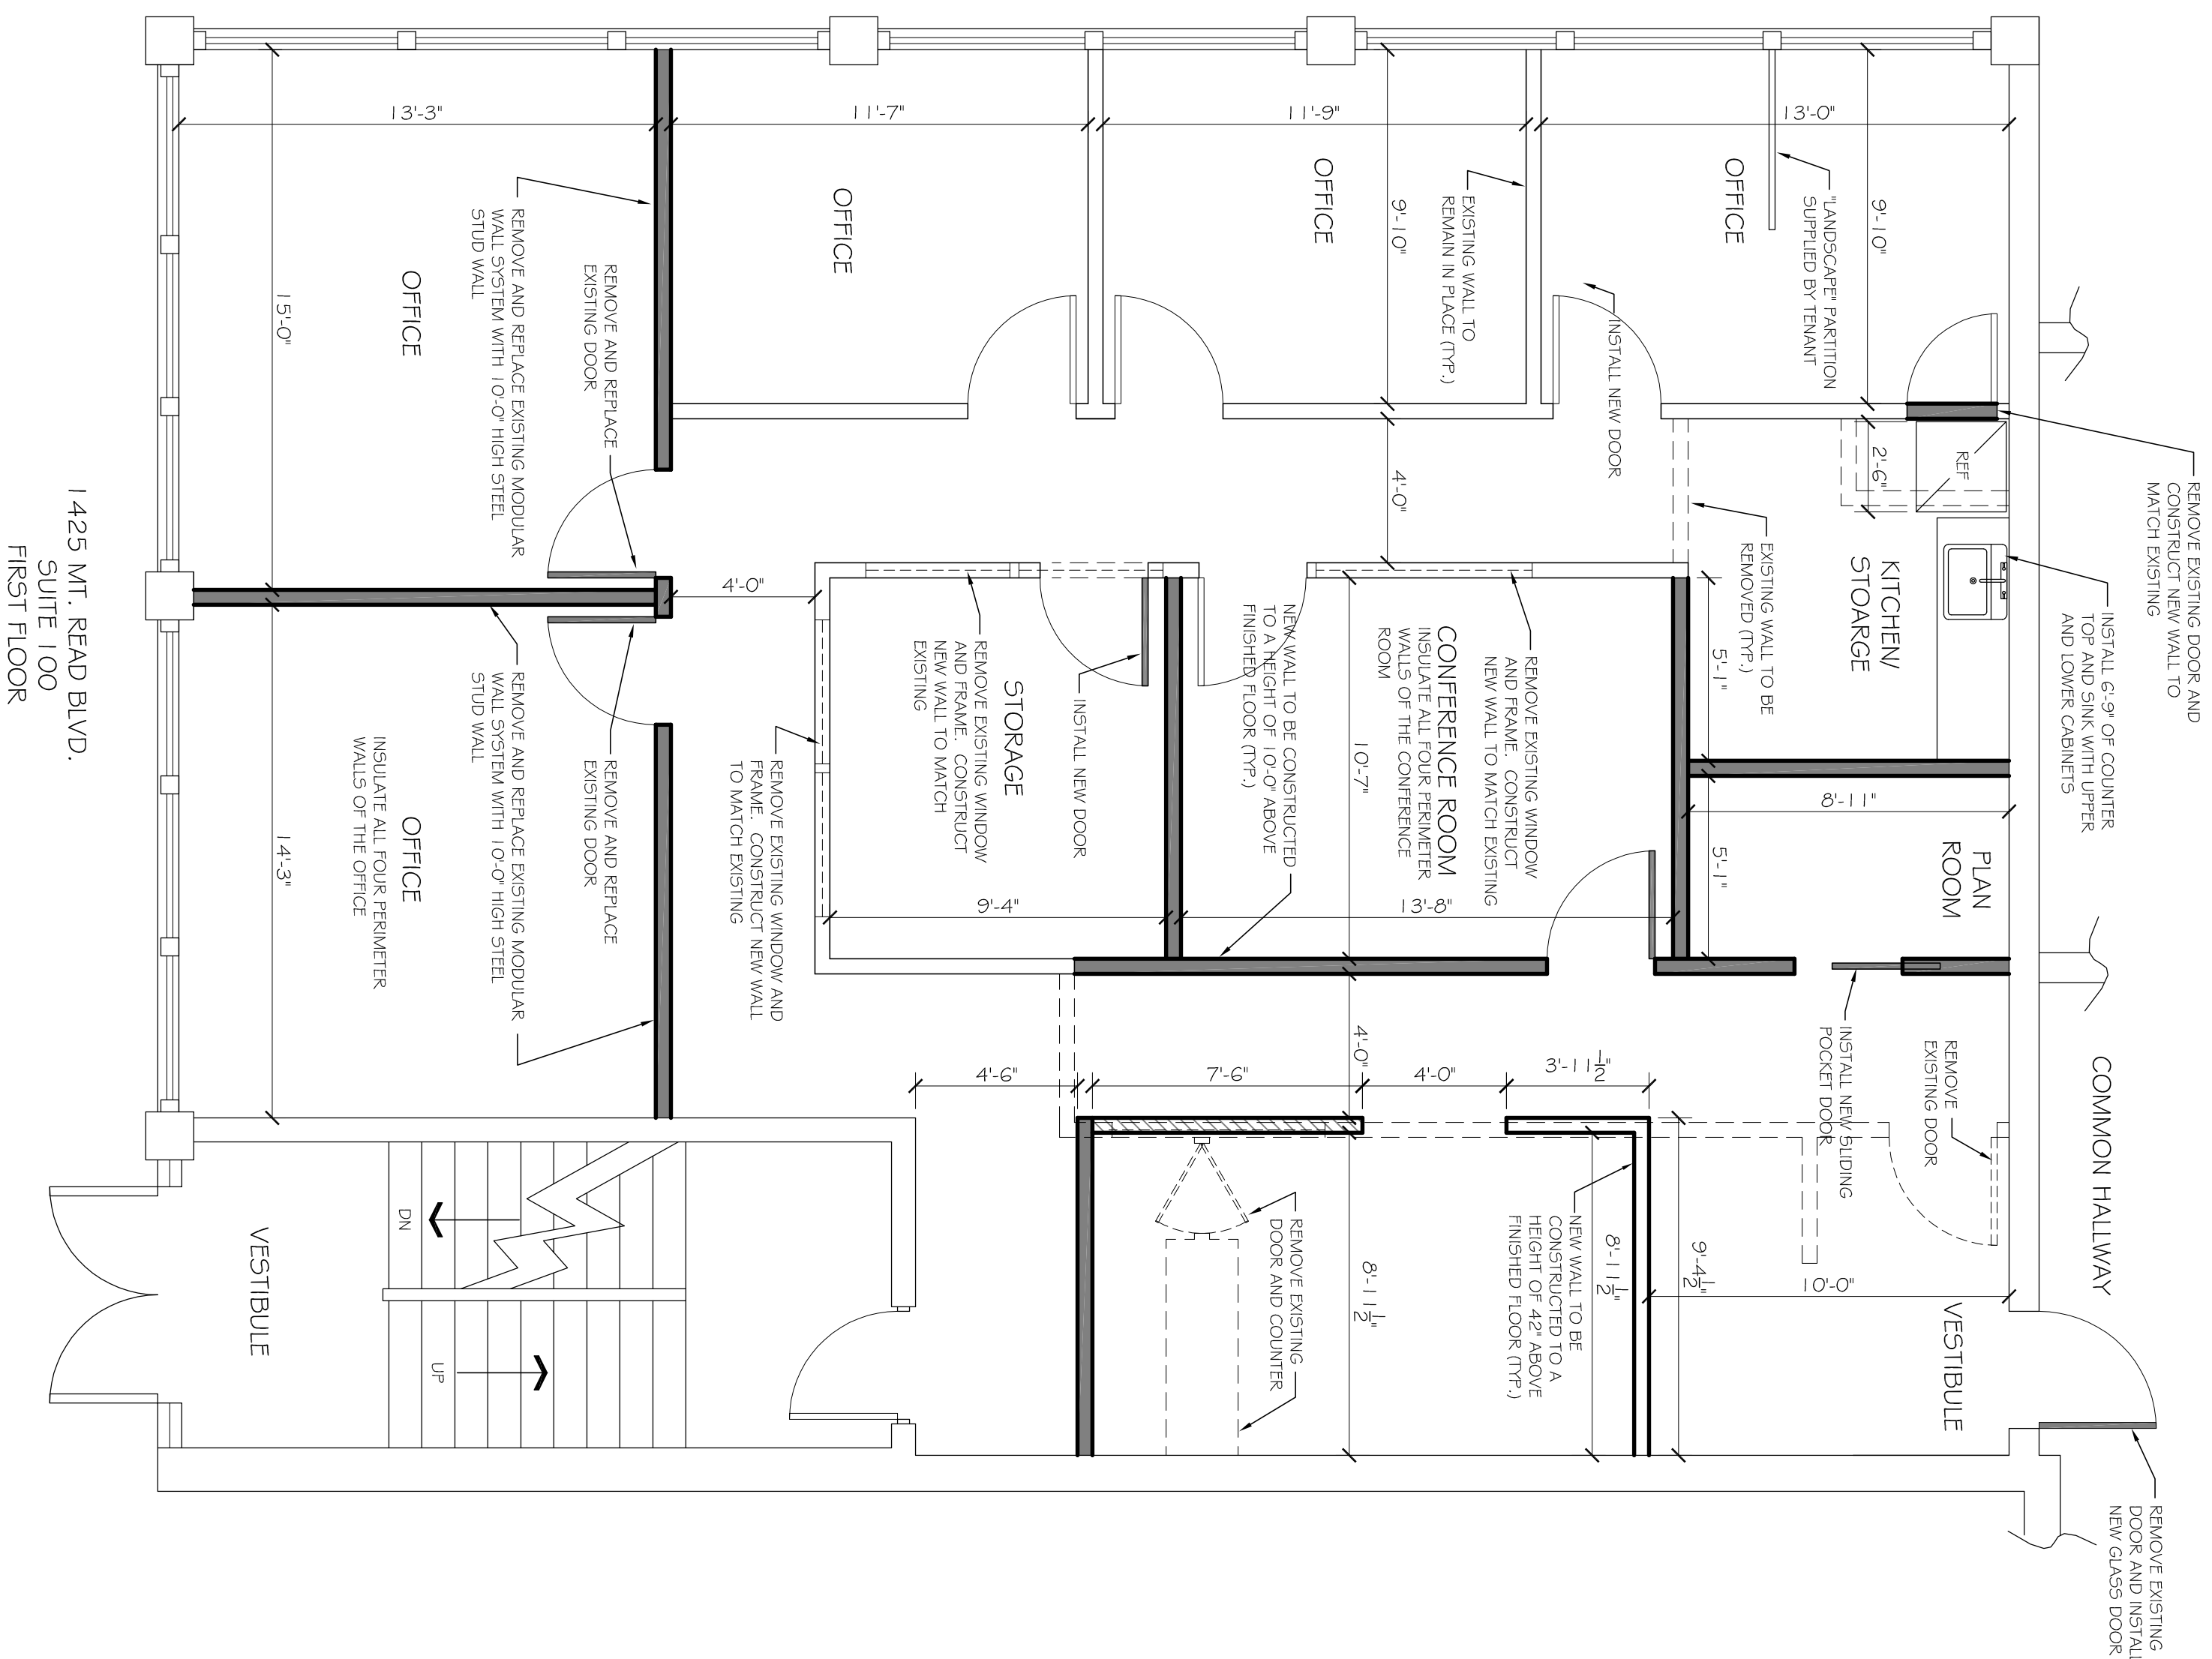 REMOVE EXISTING DOOR AND
CONSTRUCT NEW WALL TO
MATCH EXISTING
INSTALL 6'-9" OF COUNTER
TOP AND SINK WITH UPPER
AND LOWER CABINETS
COMMON HALLWAY
REMOVE EXISTING
DOOR AND INSTALL
NEW GLASS DOOR
13'-0"
9'-10"
"LANDSCAPE" PARTITION
SUPPLIED BY TENANT
OFFICE
2'-6"
REF
KITCHEN/
STOARGE
8'-11"
PLAN
ROOM
REMOVE
EXISTING DOOR
INSTALL NEW SLIDING
POCKET DOOR
10'-0"
VESTIBULE
INSTALL NEW DOOR
EXISTING WALL TO BE
REMOVED (TYP.)
5'-1"
5'-1"
9'-4 1/2"
EXISTING WALL TO
REMAIN IN PLACE (TYP.)
3'-11 1/2"
8'-11 1/2"
NEW WALL TO BE
CONSTRUCTED TO A
HEIGHT OF 42" ABOVE
FINISHED FLOOR (TYP.)
11'-9"
9'-10"
OFFICE
4'-0"
REMOVE EXISTING WINDOW
AND FRAME. CONSTRUCT
NEW WALL TO MATCH EXISTING
CONFERENCE ROOM
INSULATE ALL FOUR PERIMETER
WALLS OF THE CONFERENCE
ROOM
13'-8"
10'-7"
4'-0"
4'-0"
8'-11 1/2"
NEW WALL TO BE CONSTRUCTED
TO A HEIGHT OF 10'-0" ABOVE
FINISHED FLOOR (TYP.)
7'-6"
REMOVE EXISTING
DOOR AND COUNTER
INSTALL NEW DOOR
11'-7"
OFFICE
STORAGE
REMOVE EXISTING WINDOW
AND FRAME. CONSTRUCT
NEW WALL TO MATCH
EXISTING
9'-4"
4'-6"
4'-0"
REMOVE EXISTING WINDOW AND
FRAME. CONSTRUCT NEW WALL
TO MATCH EXISTING
REMOVE AND REPLACE
EXISTING DOOR
REMOVE AND REPLACE
EXISTING DOOR
REMOVE AND REPLACE EXISTING MODULAR
WALL SYSTEM WITH 10'-0" HIGH STEEL
STUD WALL
REMOVE AND REPLACE EXISTING MODULAR
WALL SYSTEM WITH 10'-0" HIGH STEEL
STUD WALL
13'-3"
OFFICE
OFFICE
INSULATE ALL FOUR PERIMETER
WALLS OF THE OFFICE
DN
UP
15'-0"
14'-3"
VESTIBULE
1425 MT. READ BLVD.
SUITE 100
FIRST FLOOR